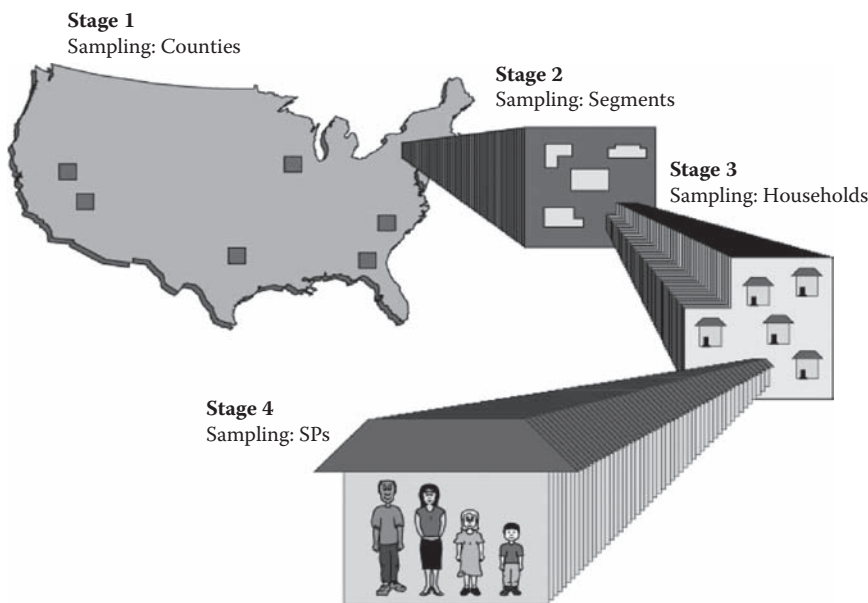 Stage 1
Sampling: Counties
Stage 2
Sampling: Segments
Stage 3
Sampling: Households
Stage 4
Sampling: SPs